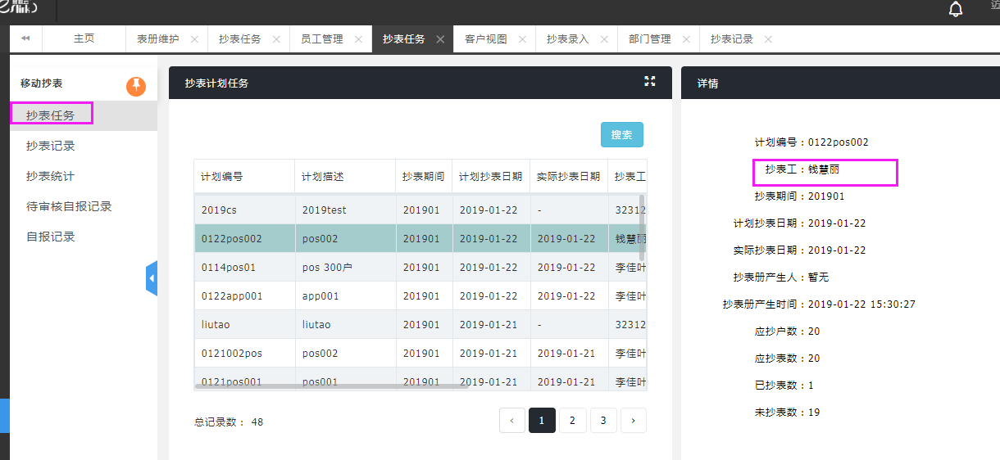 主页 表册维护 抄表任务 员工管理 抄表任务 客户视图 抄表录入 部门管理 抄表记录
移动抄表
抄表任务
抄表记录
抄表统计
待审核自报记录
自报记录
抄表计划任务
搜索
计划编号 计划描述 抄表期间 计划抄表日期 实际抄表日期 抄表工
2019cs 2019test 201901 2019-01-22 - 32312
0122pos002 pos002 201901 2019-01-22 2019-01-22 钱慧丽
0114pos01 pos 300户 201901 2019-01-22 2019-01-22 李佳叶
0122app001 app001 201901 2019-01-22 2019-01-22 李佳叶
liutao liutao 201901 2019-01-21 - 32312
0121002pos pos002 201901 2019-01-21 2019-01-21 李佳叶
0121pos001 pos001 201901 2019-01-21 2019-01-21 李佳叶
总记录数： 48
‹ 1 2 3 ›
详情
计划编号：0122pos002
抄表工：钱慧丽
抄表期间：201901
计划抄表日期：2019-01-22
实际抄表日期：2019-01-22
抄表册产生人：暂无
抄表册产生时间：2019-01-22 15:30:27
应抄户数：20
应抄表数：20
已抄表数：1
未抄表数：19